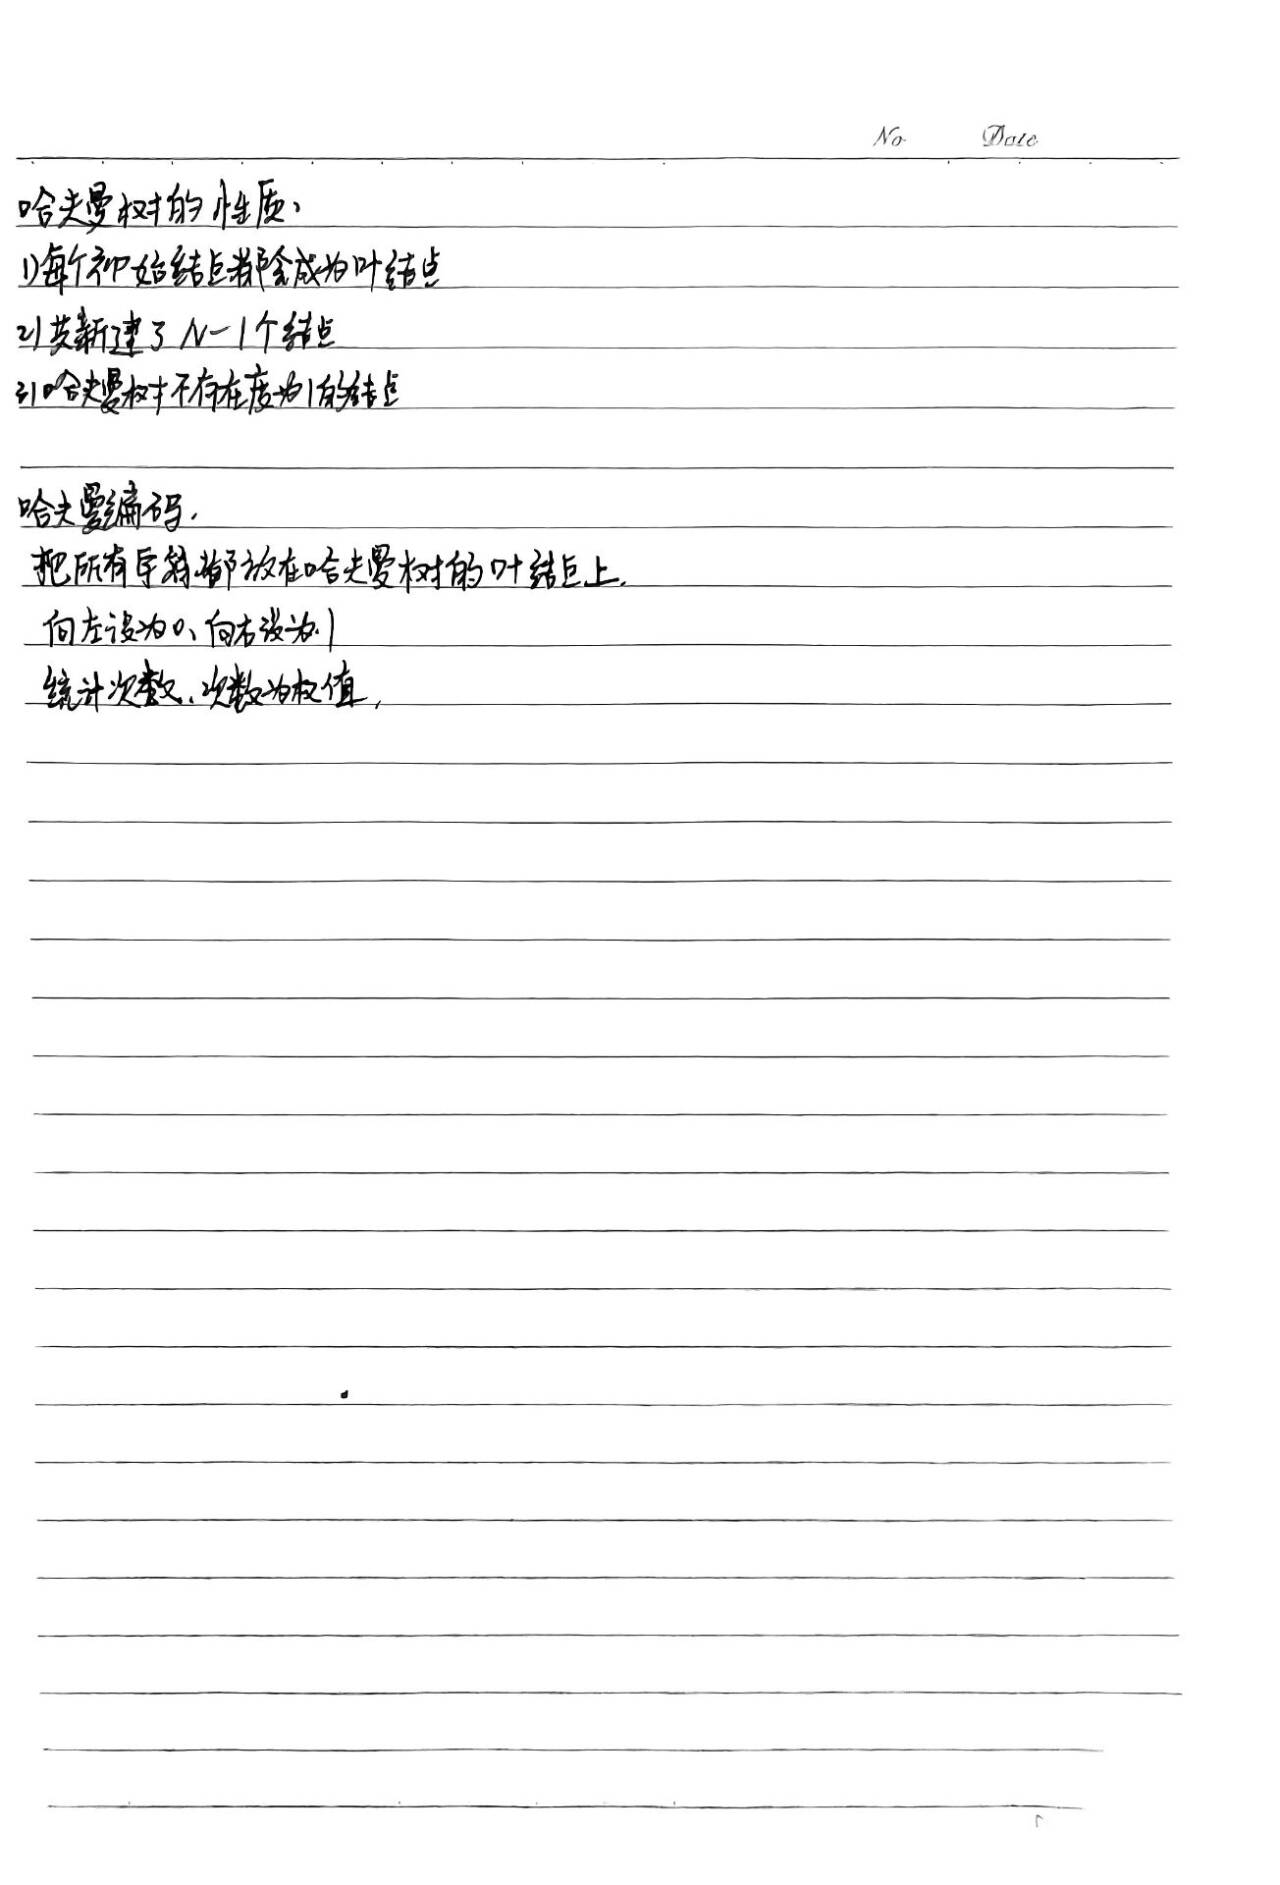 No Date
哈夫曼树的性质:
1)每个初始结点都会成为叶结点
2)共新建了N-1个结点
3)哈夫曼树不存在度为1的结点
哈夫曼编码.
把所有字符都放在哈夫曼树的叶结点上.
向左设为0、向右设为1
统计次数、次数为权值,